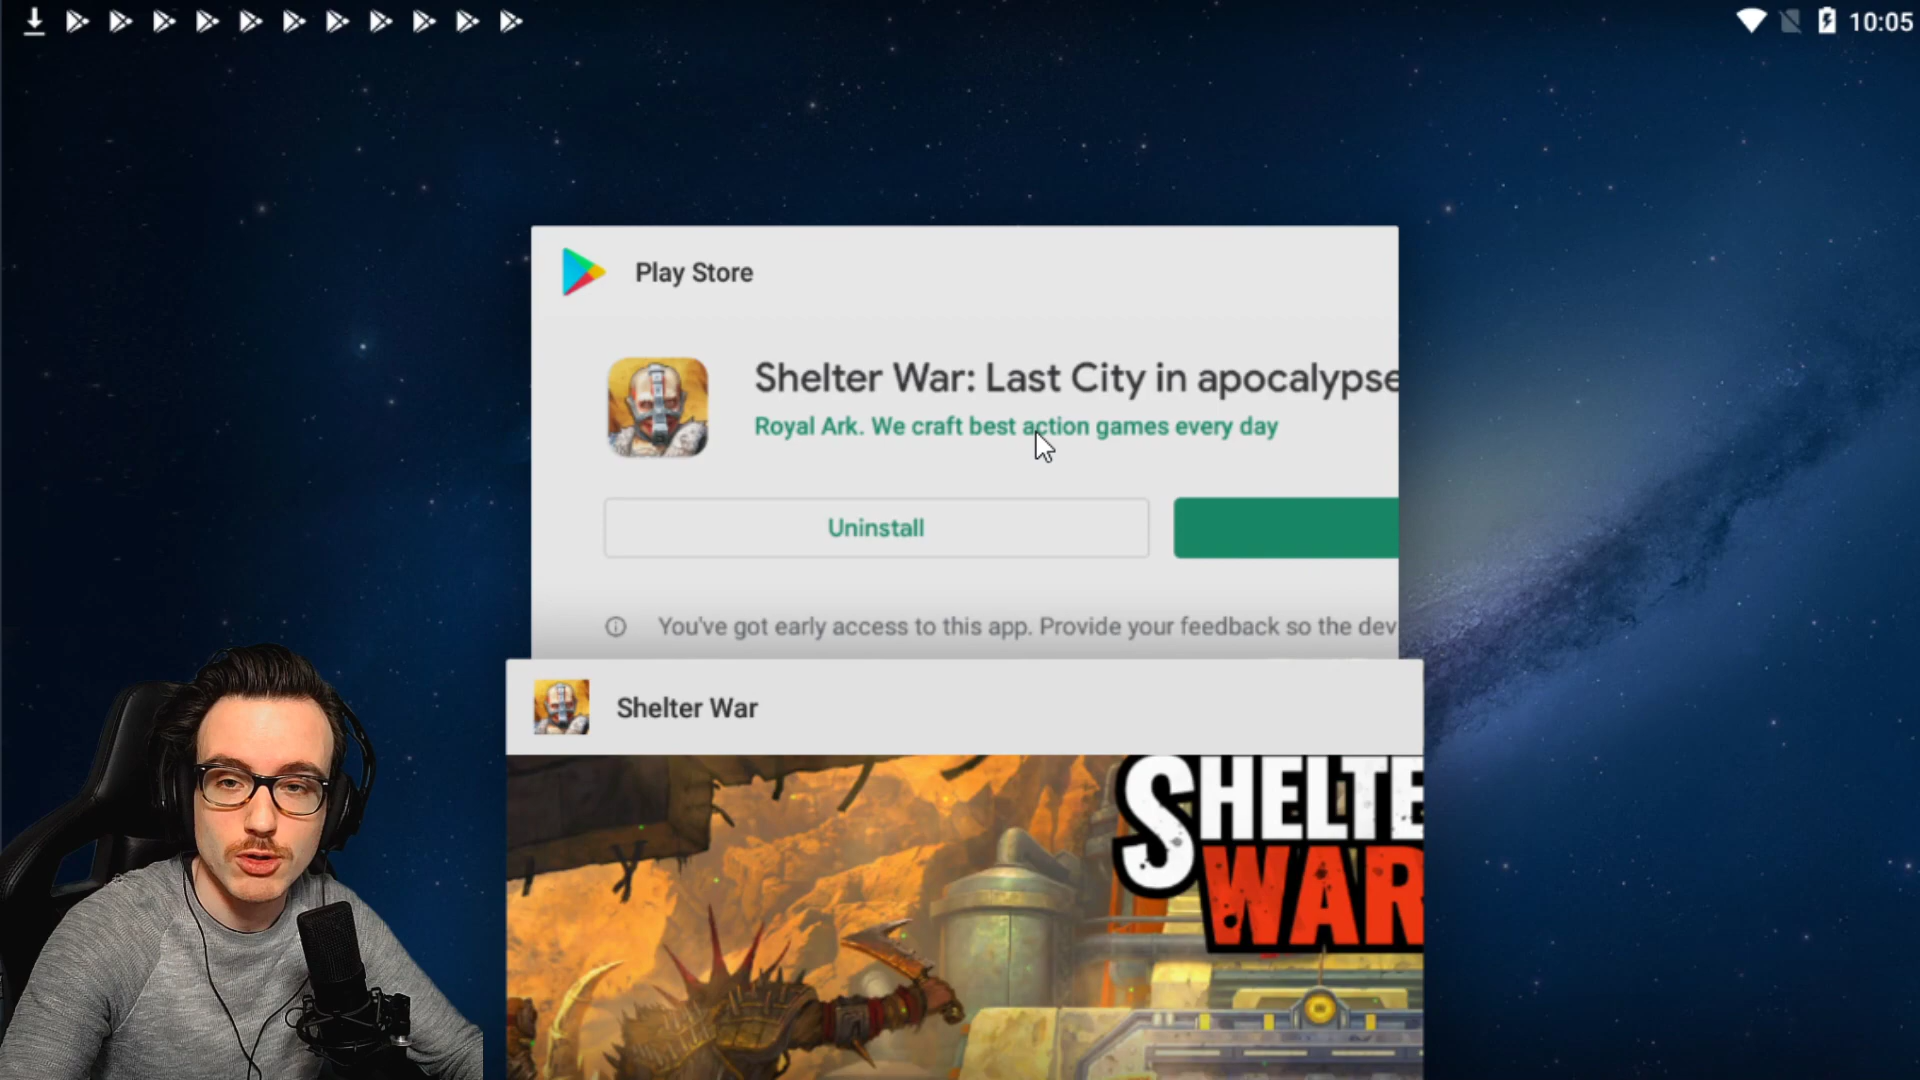 10:05
Play Store
Shelter War: Last City in apocalypse
Royal Ark. We craft best action games every day
Uninstall
You've got early access to this app. Provide your feedback so the dev
Shelter War
SHELTE
WAR